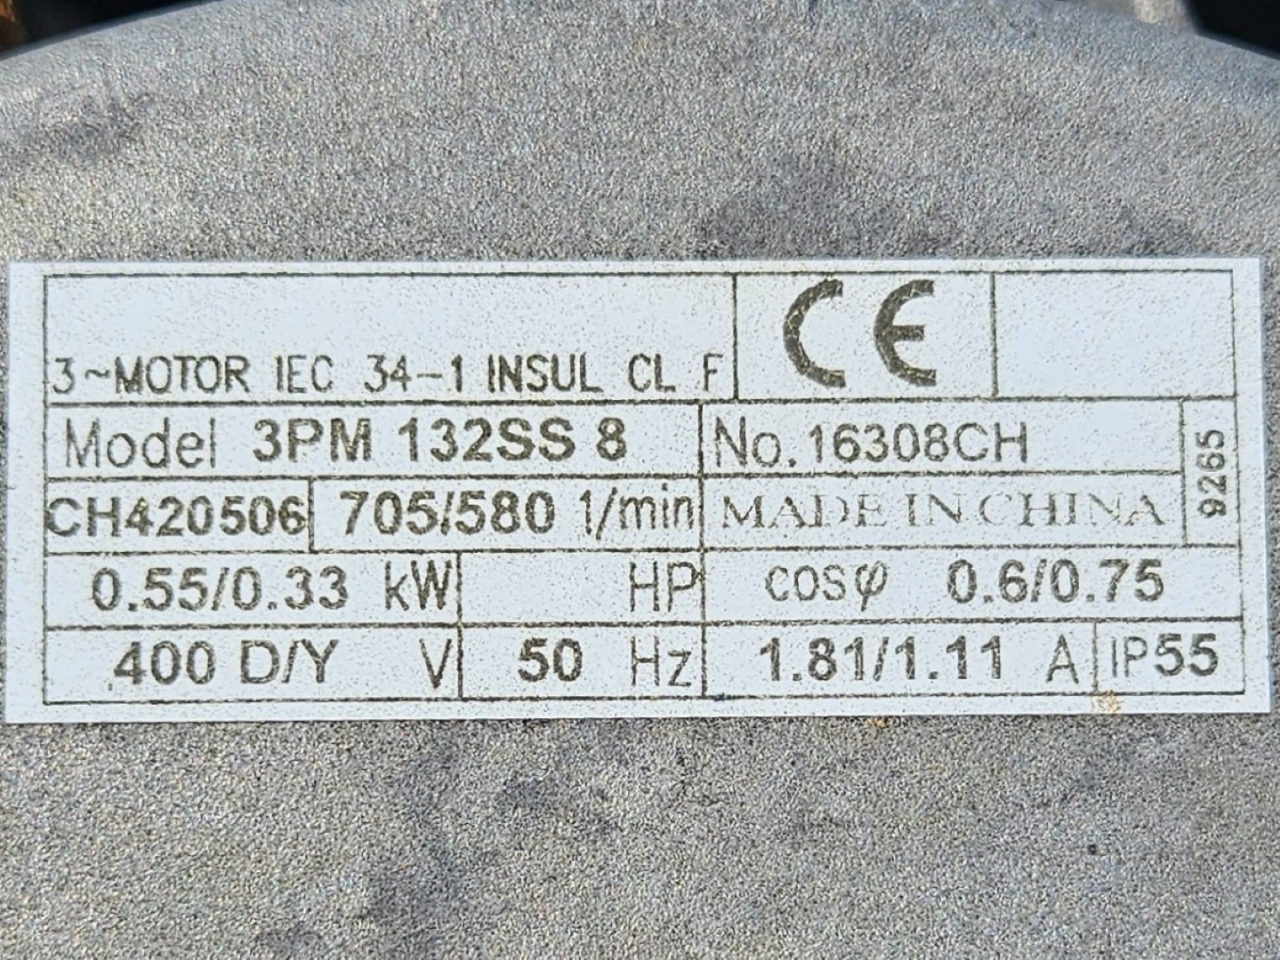 3~MOTOR IEC 34-1 INSUL CL F
CE
Model 3PM 132SS 8
No. 16308CH
9265
CH420506
705/580 1/min
MADE IN CHINA
0.55/0.33 kW
HP
cosφ 0.6/0.75
400 D/Y V
50 Hz
1.81/1.11 A
IP55